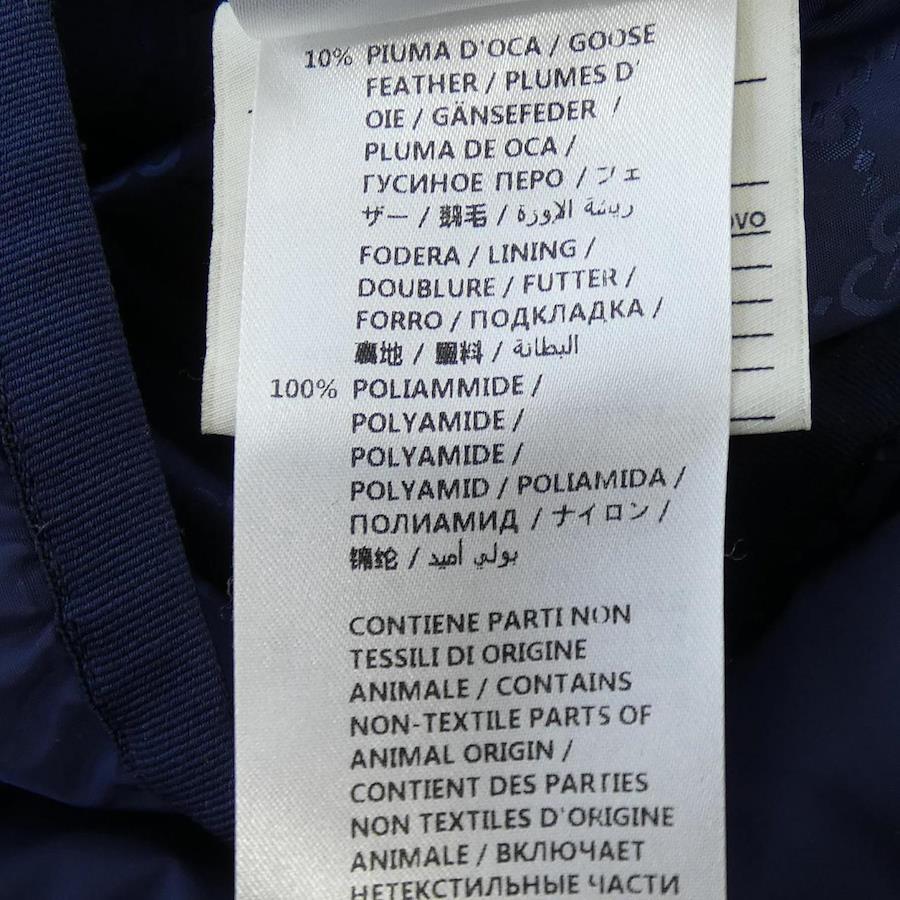 10% PIUMA D'OCA / GOOSE
FEATHER / PLUMES D'
OIE / GÄNSEFEDER /
PLUMA DE OCA /
ГУСИНОЕ ПЕРО / フェ
ザー / 鹅毛 / ريشة الاوزة
FODERA / LINING /
DOUBLURE / FUTTER /
FORRO / ПОДКЛАДКА /
裏地 / 里料 / البطانة
100% POLIAMMIDE /
POLYAMIDE /
POLYAMIDE /
POLYAMID / POLIAMIDA /
ПОЛИАМИД / ナイロン /
锦纶 / بولي أميد
CONTIENE PARTI NON
TESSILI DI ORIGINE
ANIMALE / CONTAINS
NON-TEXTILE PARTS OF
ANIMAL ORIGIN /
CONTIENT DES PARTIES
NON TEXTILES D'ORIGINE
ANIMALE / ВКЛЮЧАЕТ
НЕТЕКСТИЛЬНЫЕ ЧАСТИ